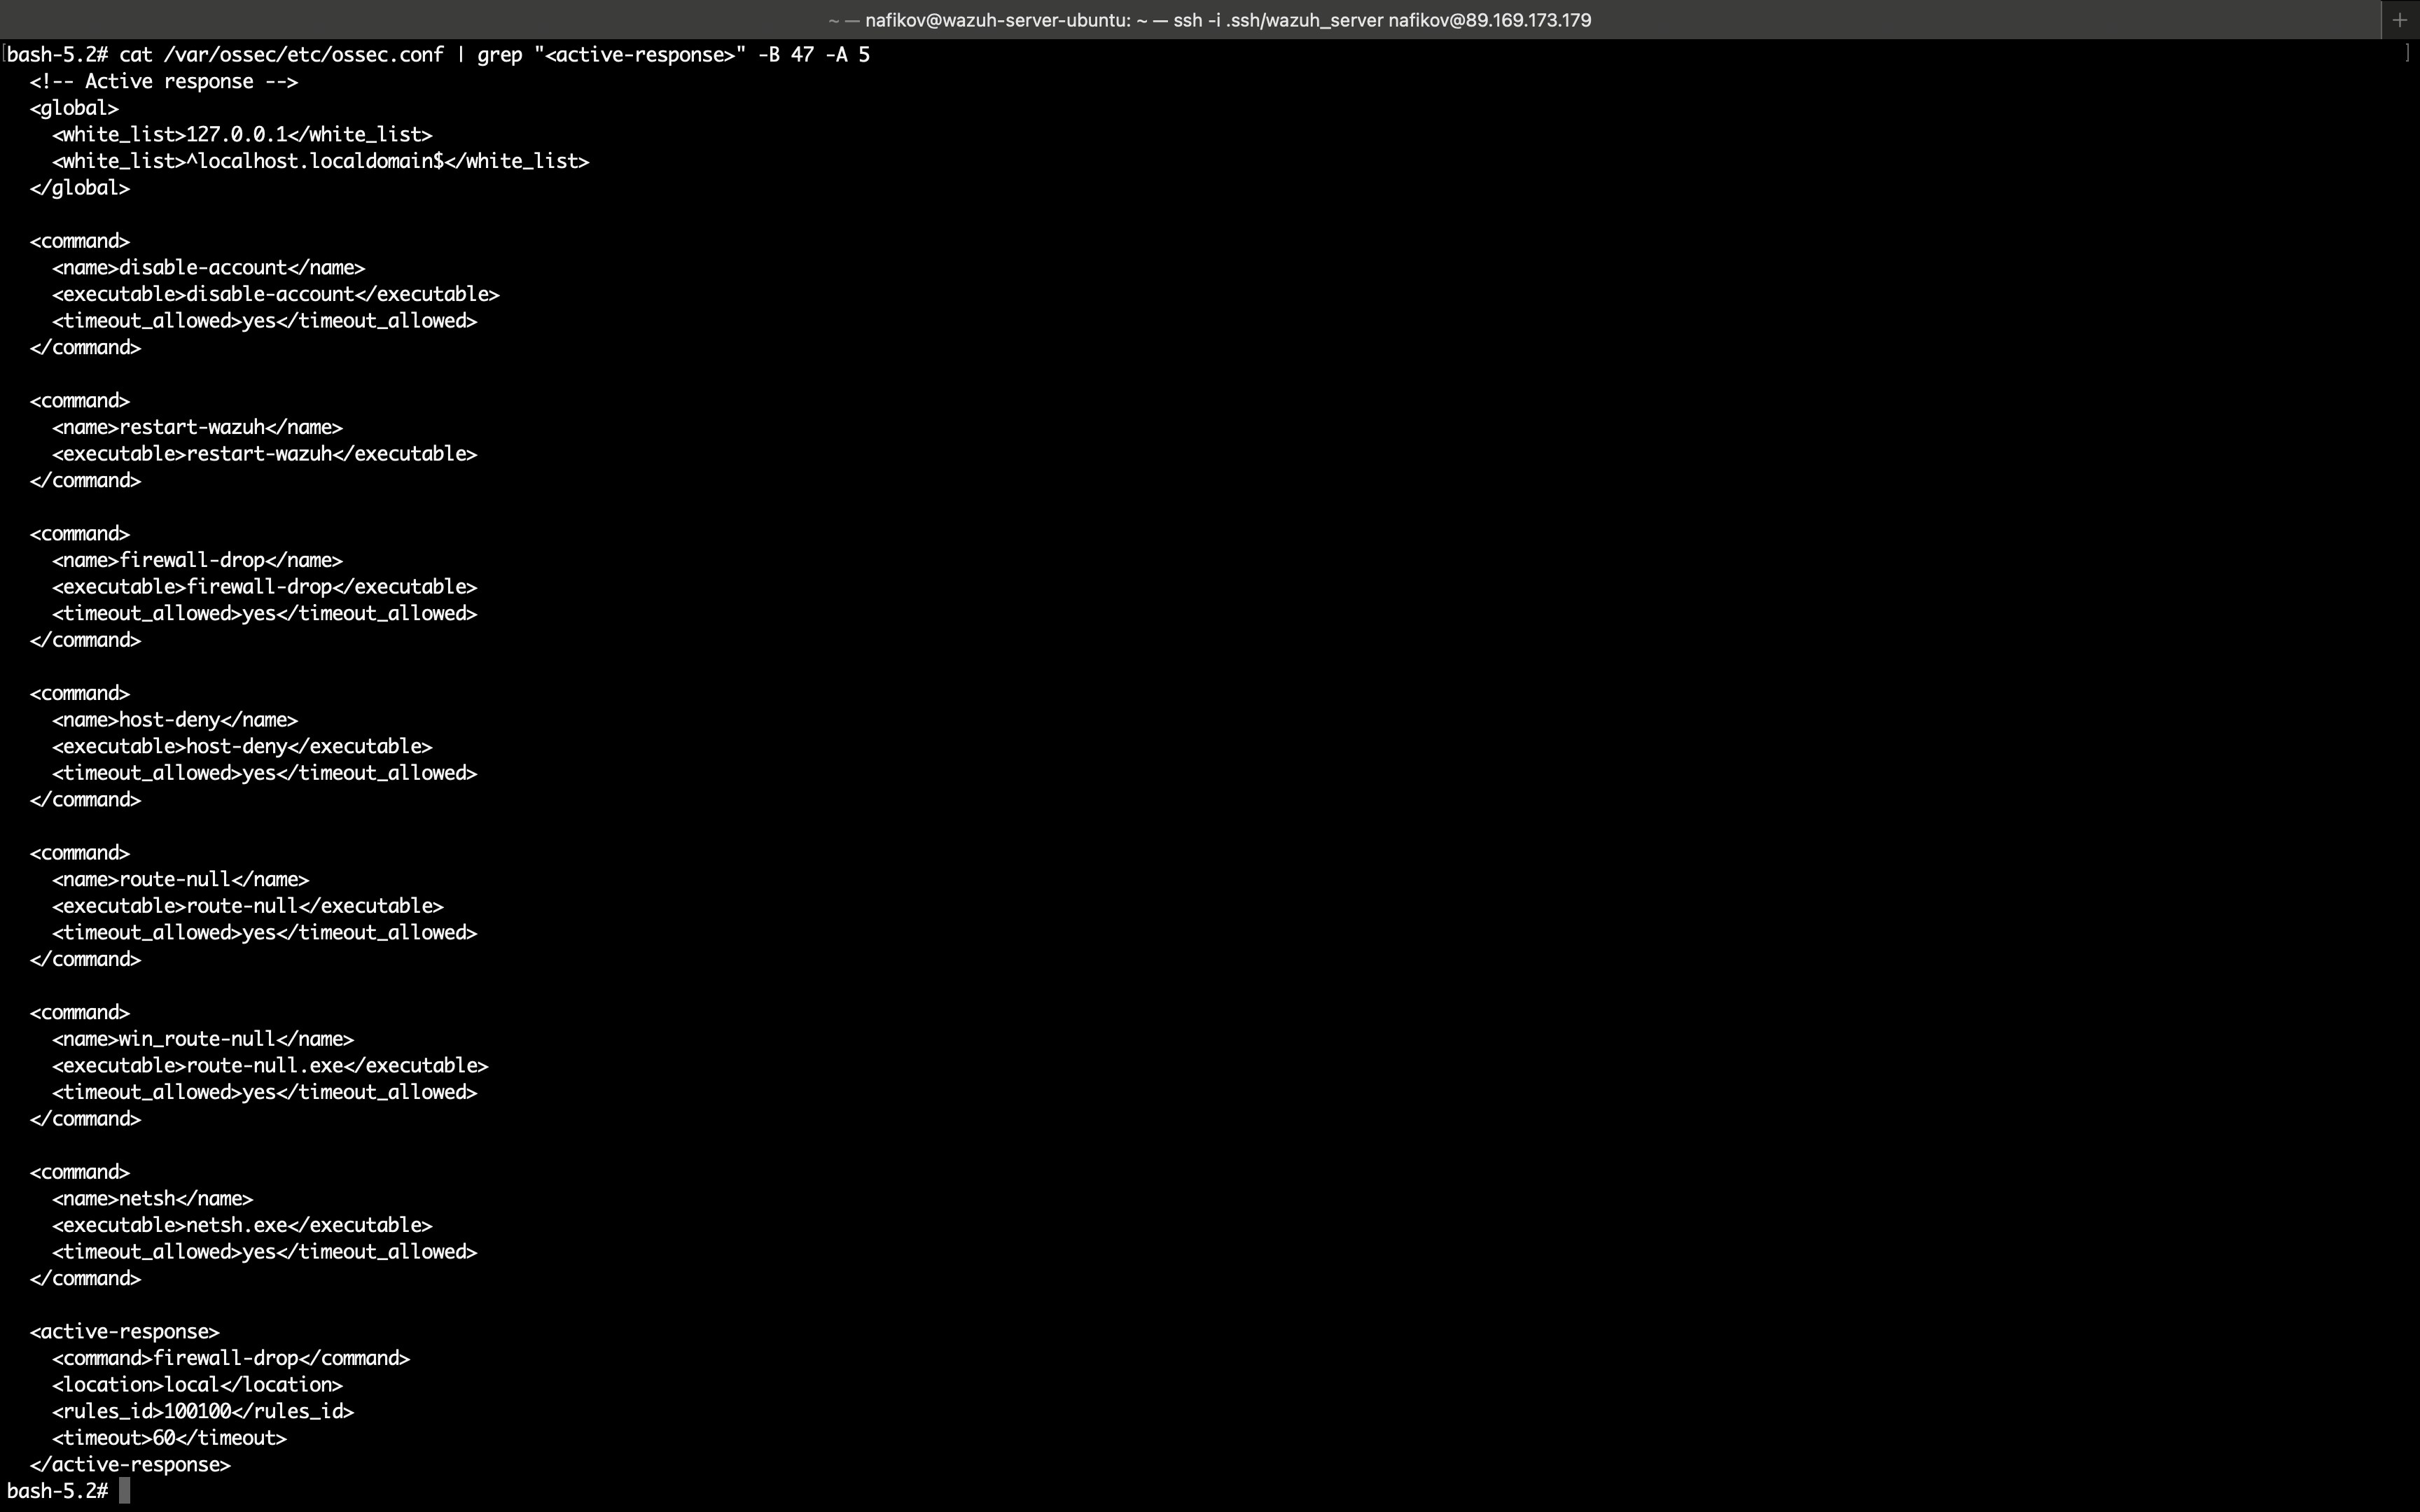 ~ — nafikov@wazuh-server-ubuntu: ~ — ssh -i .ssh/wazuh_server nafikov@89.169.173.179
bash-5.2# cat /var/ossec/etc/ossec.conf | grep "<active-response>" -B 47 -A 5
  <!-- Active response -->
  <global>
    <white_list>127.0.0.1</white_list>
    <white_list>^localhost.localdomain$</white_list>
  </global>

  <command>
    <name>disable-account</name>
    <executable>disable-account</executable>
    <timeout_allowed>yes</timeout_allowed>
  </command>

  <command>
    <name>restart-wazuh</name>
    <executable>restart-wazuh</executable>
  </command>

  <command>
    <name>firewall-drop</name>
    <executable>firewall-drop</executable>
    <timeout_allowed>yes</timeout_allowed>
  </command>

  <command>
    <name>host-deny</name>
    <executable>host-deny</executable>
    <timeout_allowed>yes</timeout_allowed>
  </command>

  <command>
    <name>route-null</name>
    <executable>route-null</executable>
    <timeout_allowed>yes</timeout_allowed>
  </command>

  <command>
    <name>win_route-null</name>
    <executable>route-null.exe</executable>
    <timeout_allowed>yes</timeout_allowed>
  </command>

  <command>
    <name>netsh</name>
    <executable>netsh.exe</executable>
    <timeout_allowed>yes</timeout_allowed>
  </command>

  <active-response>
    <command>firewall-drop</command>
    <location>local</location>
    <rules_id>100100</rules_id>
    <timeout>60</timeout>
  </active-response>
bash-5.2#